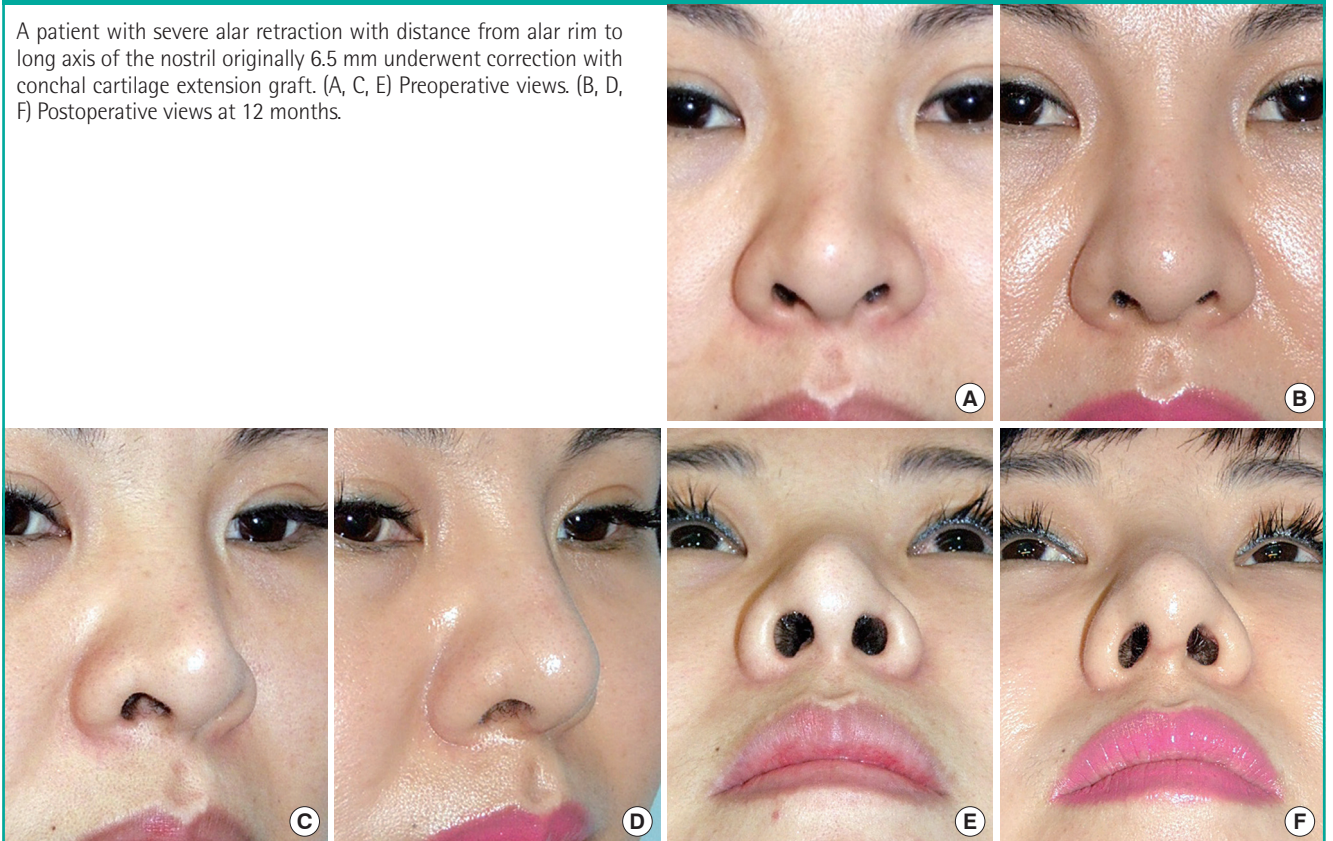 A patient with severe alar retraction with distance from alar rim to
long axis of the nostril originally 6.5 mm underwent correction with
conchal cartilage extension graft. (A, C, E) Preoperative views. (B, D,
F) Postoperative views at 12 months.
A
B
C
D
E
F